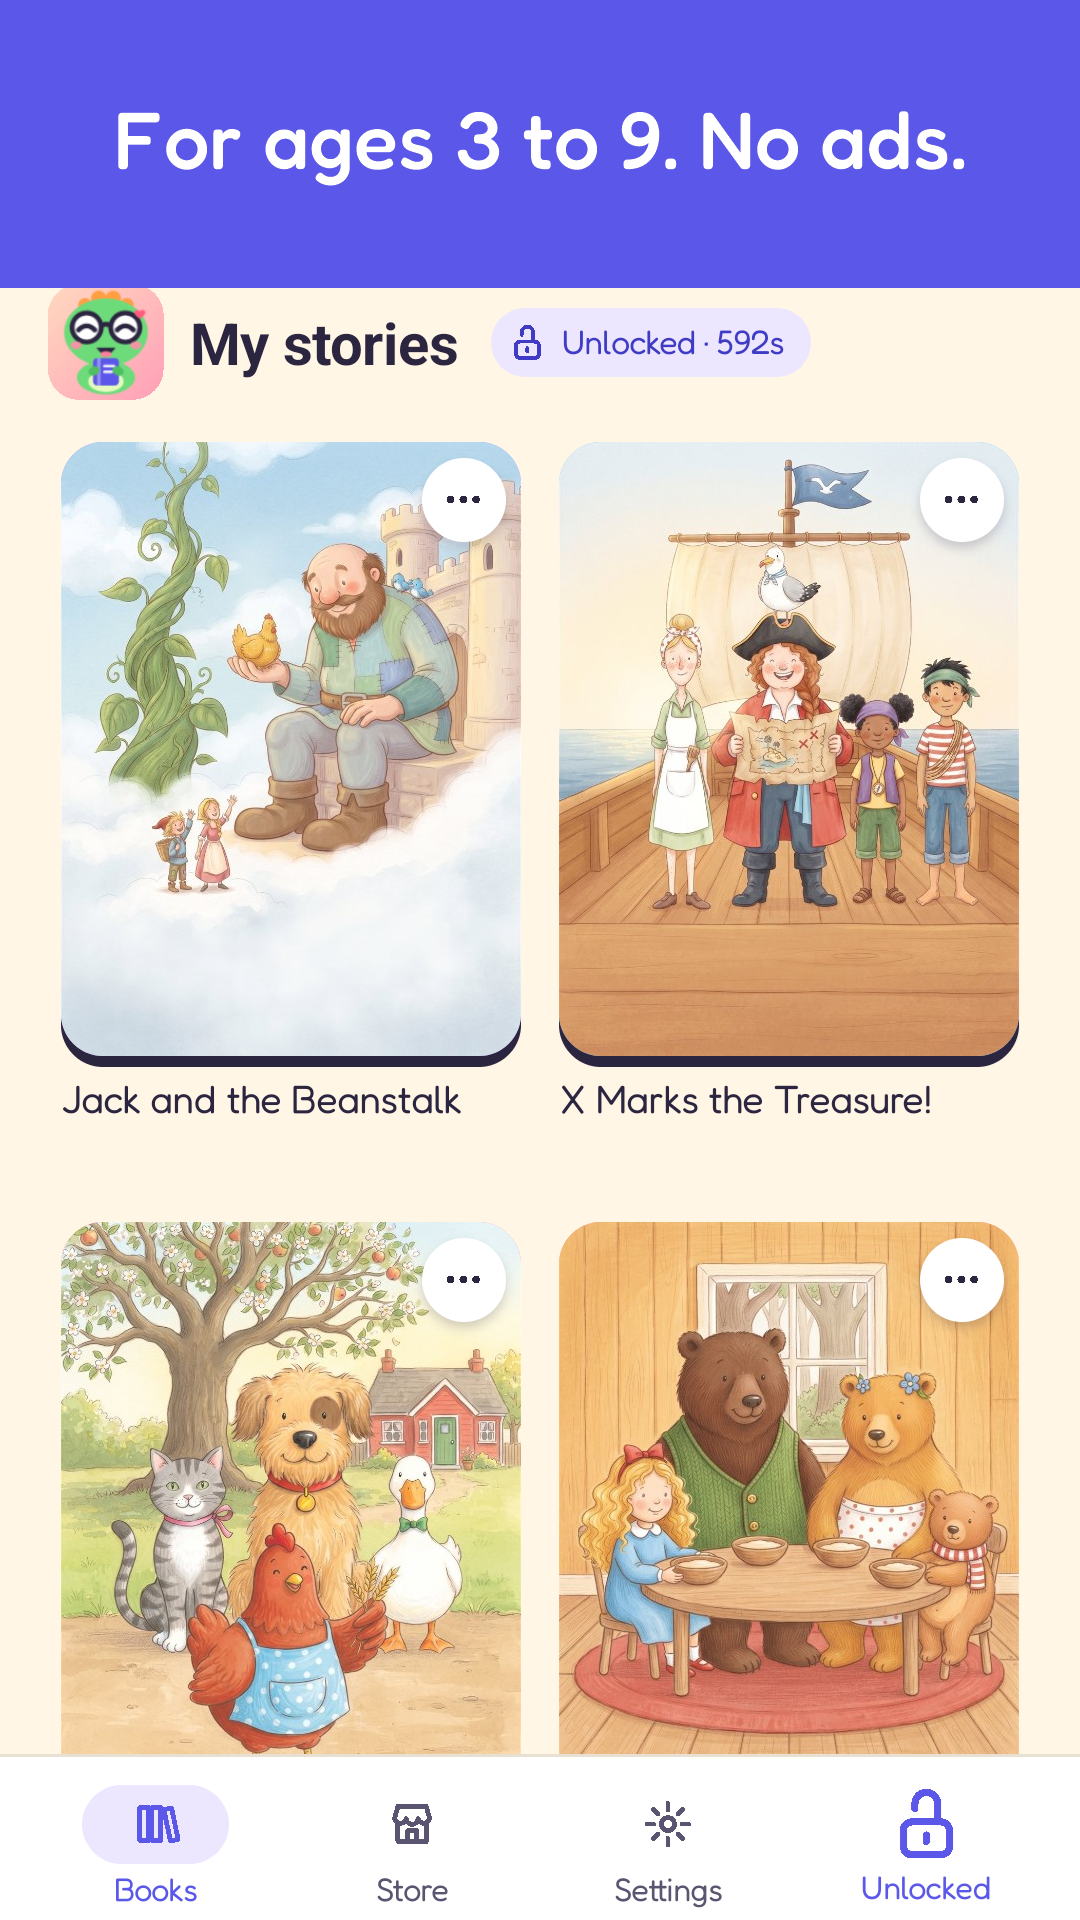 For ages 3 to 9. No ads.
My stories
Unlocked · 592s
Jack and the Beanstalk
X Marks the Treasure!
Books
Store
Settings
Unlocked